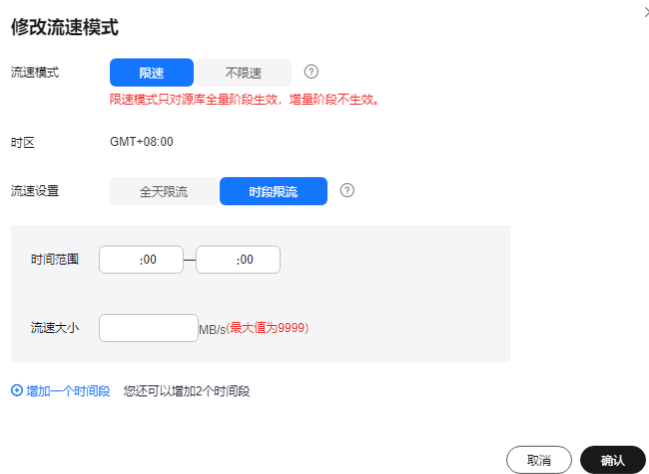 修改流速模式
流速模式 限速 不限速 ?
限速模式只对源库全量阶段生效，增量阶段不生效。
时区 GMT+08:00
流速设置 全天限流 时段限流 ?
时间范围 :00 — :00
流速大小 MB/s(最大值为9999)
增加一个时间段 您还可以增加2个时间段
取消 确认